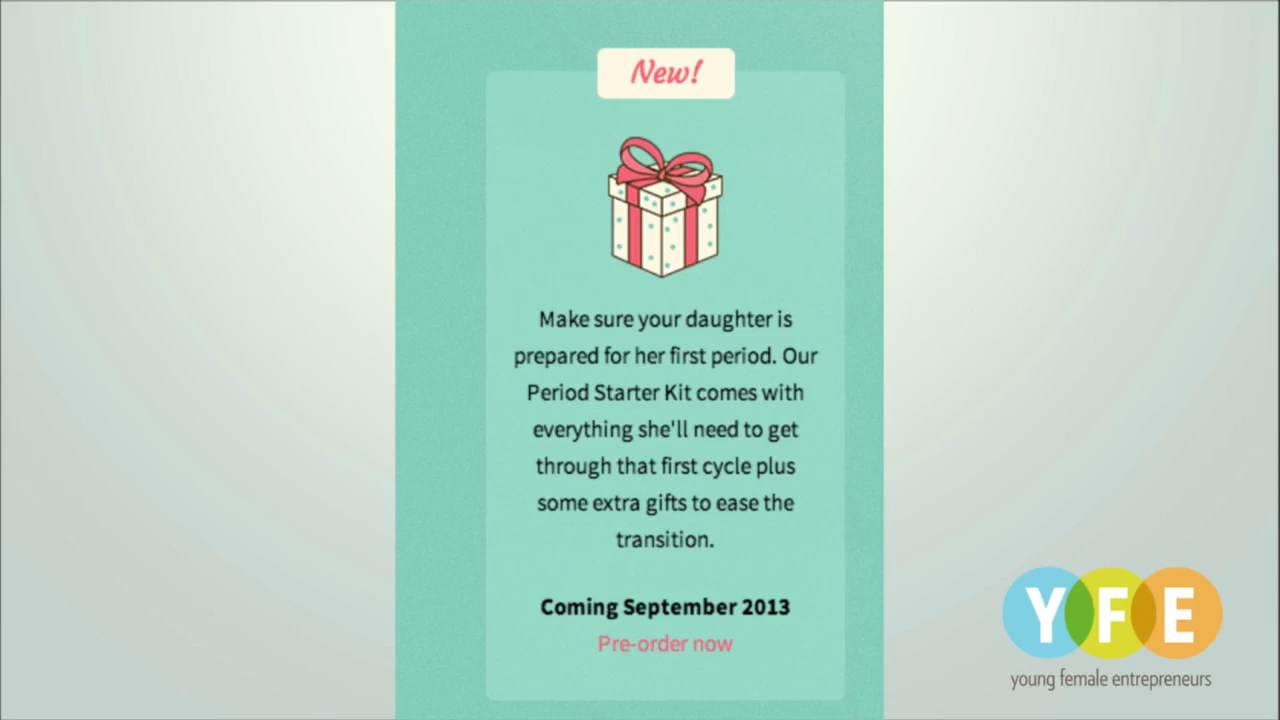 New!
Make sure your daughter is
prepared for her first period. Our
Period Starter Kit comes with
everything she'll need to get
through that first cycle plus
some extra gifts to ease the
transition.
Coming September 2013
Pre-order now
YFE
young female entrepreneurs